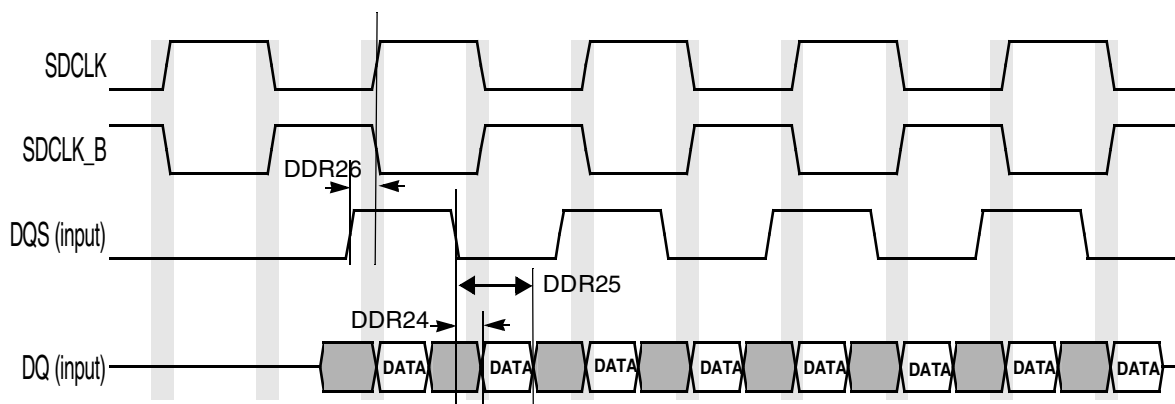 SDCLK
SDCLK_B
DDR26
DQS (input)
DDR25
DDR24
DQ (input)
DATA DATA DATA DATA DATA DATA DATA DATA